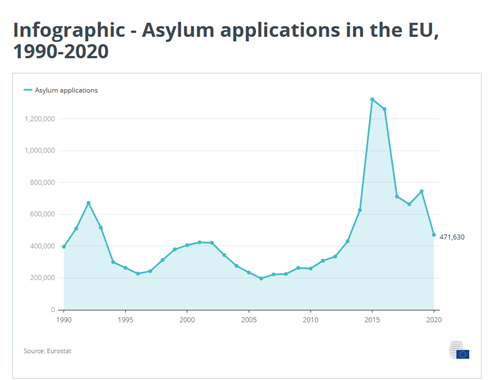 Infographic - Asylum applications in the EU,
1990-2020
Asylum applications
1,200,000
1,000,000
800,000
600,000
400,000
200,000
0
471,630
1990 1995 2000 2005 2010 2015 2020
Source: Eurostat